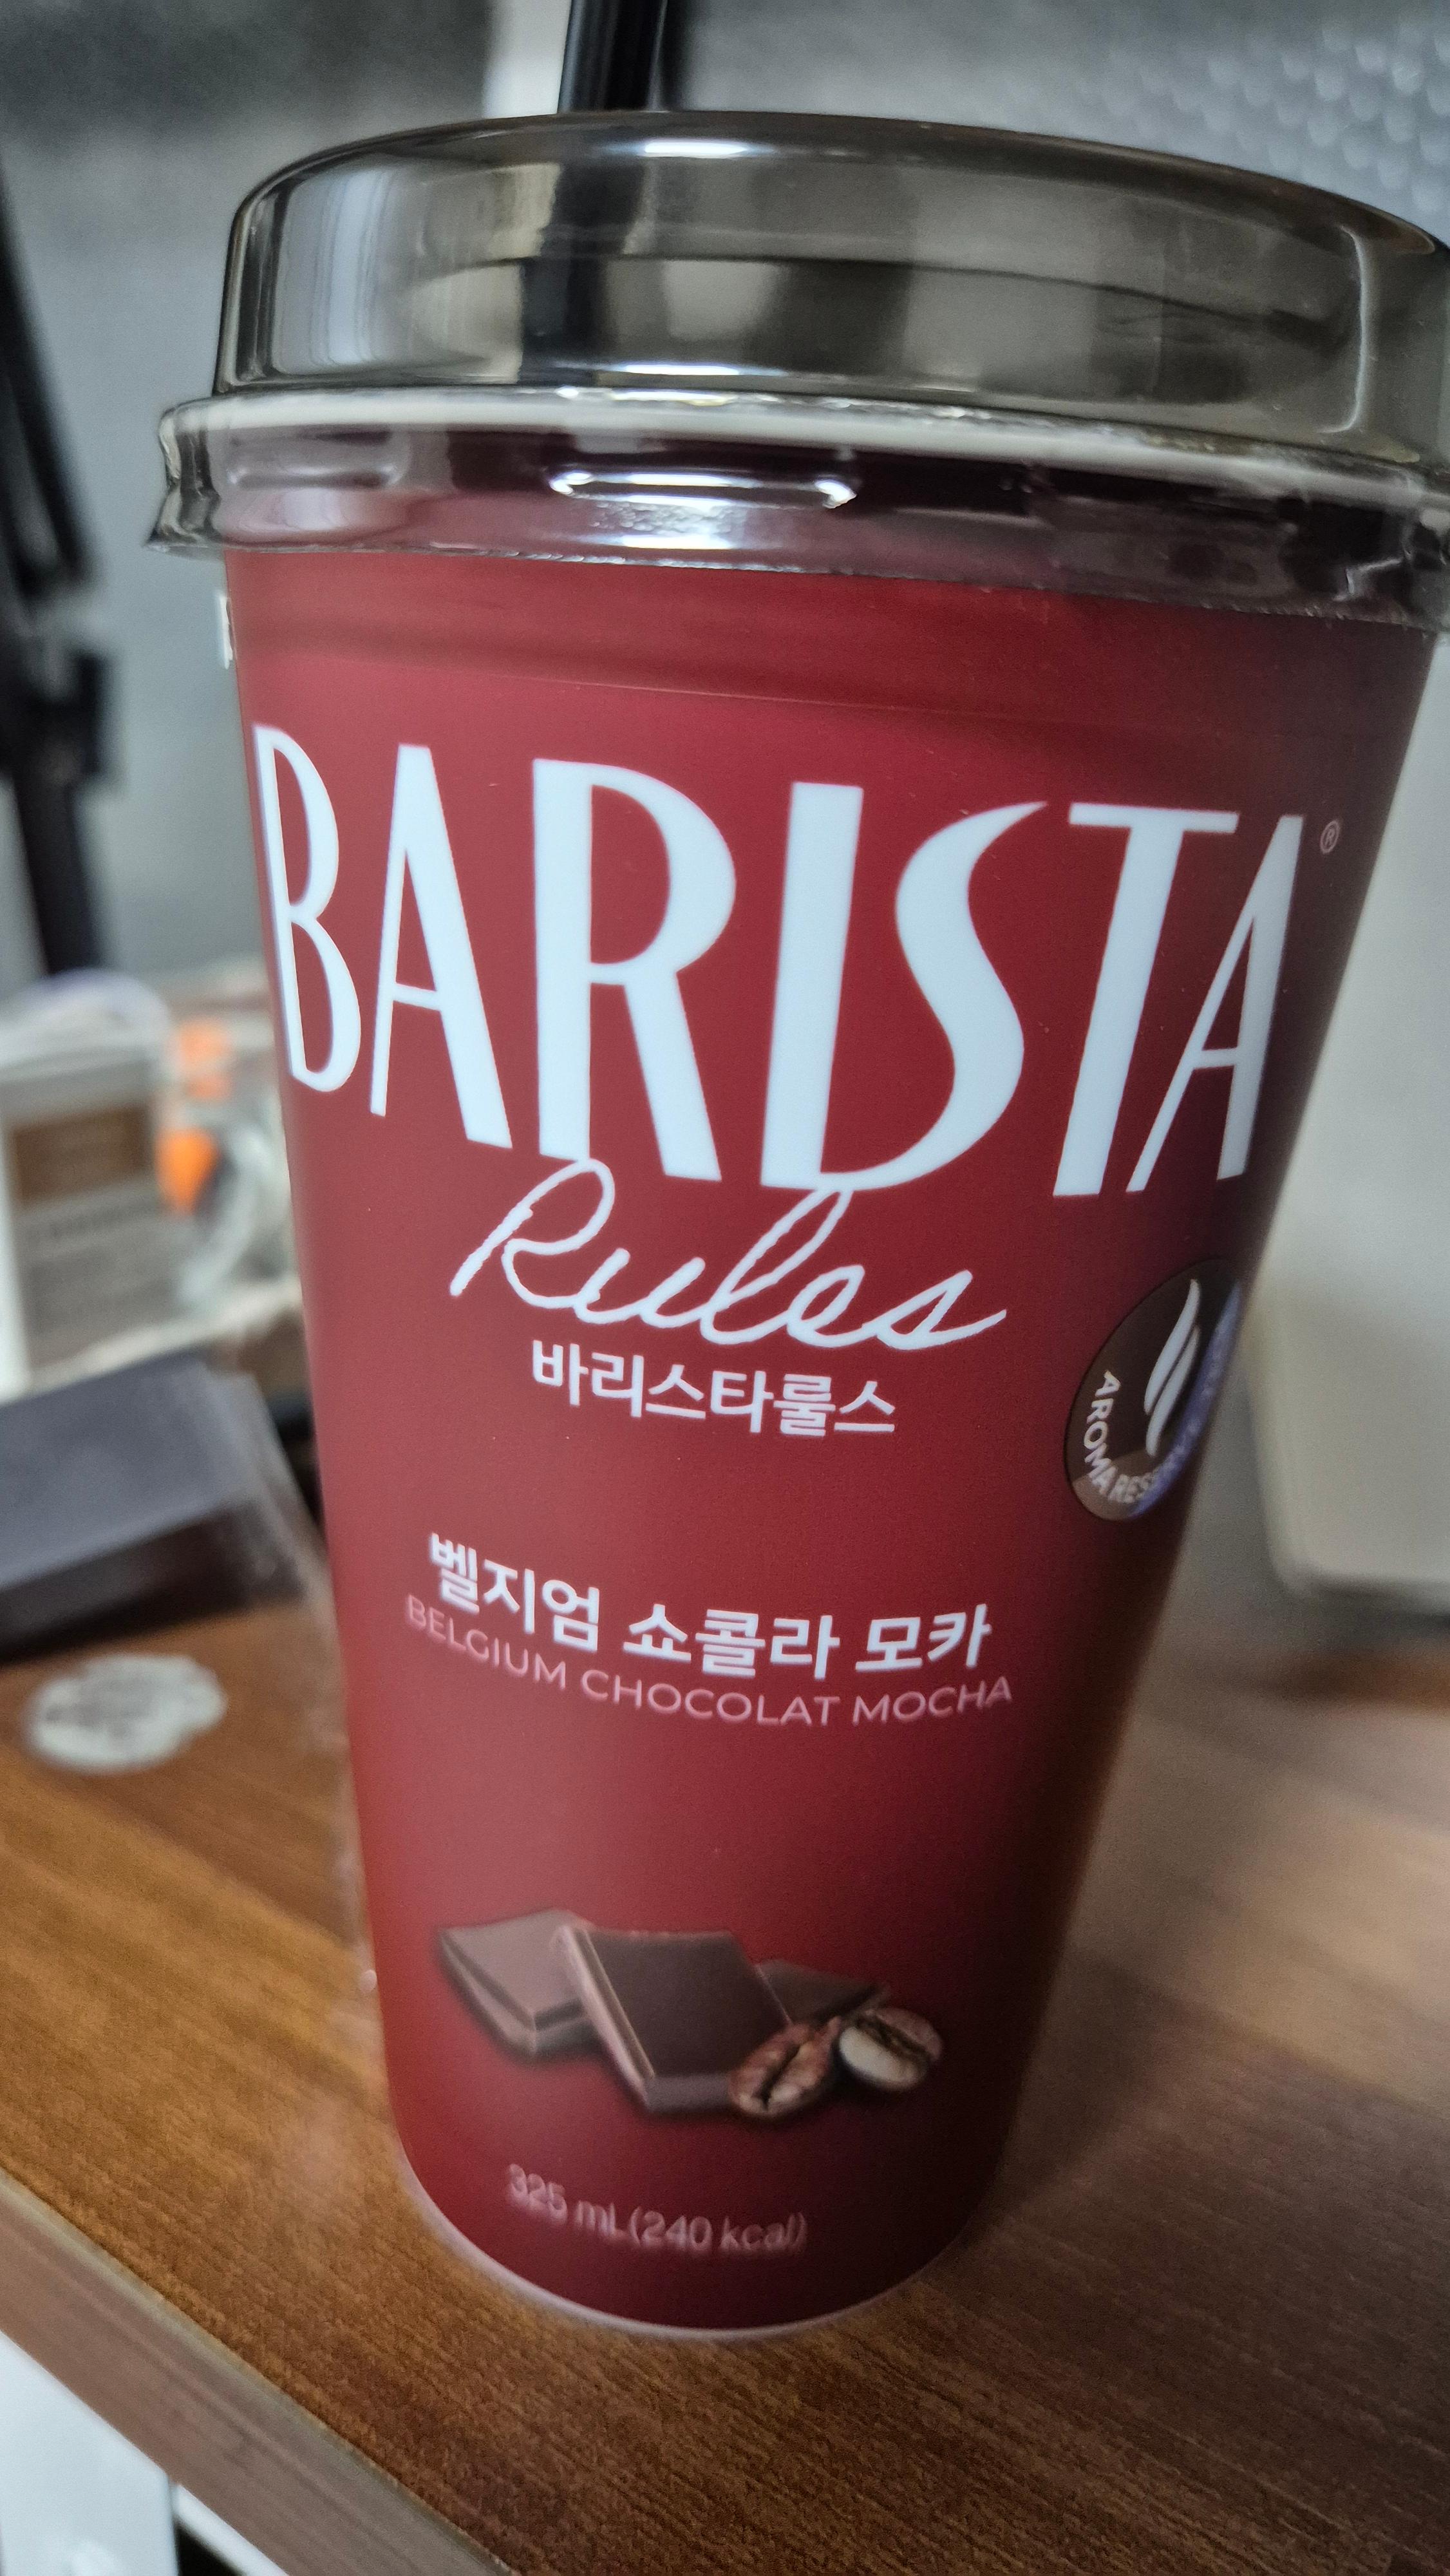 BARISTA®
Rules
바리스타룰스
AROMA
벨지엄 쇼콜라 모카
BELGIUM CHOCOLAT MOCHA
325 mL (240 kcal)